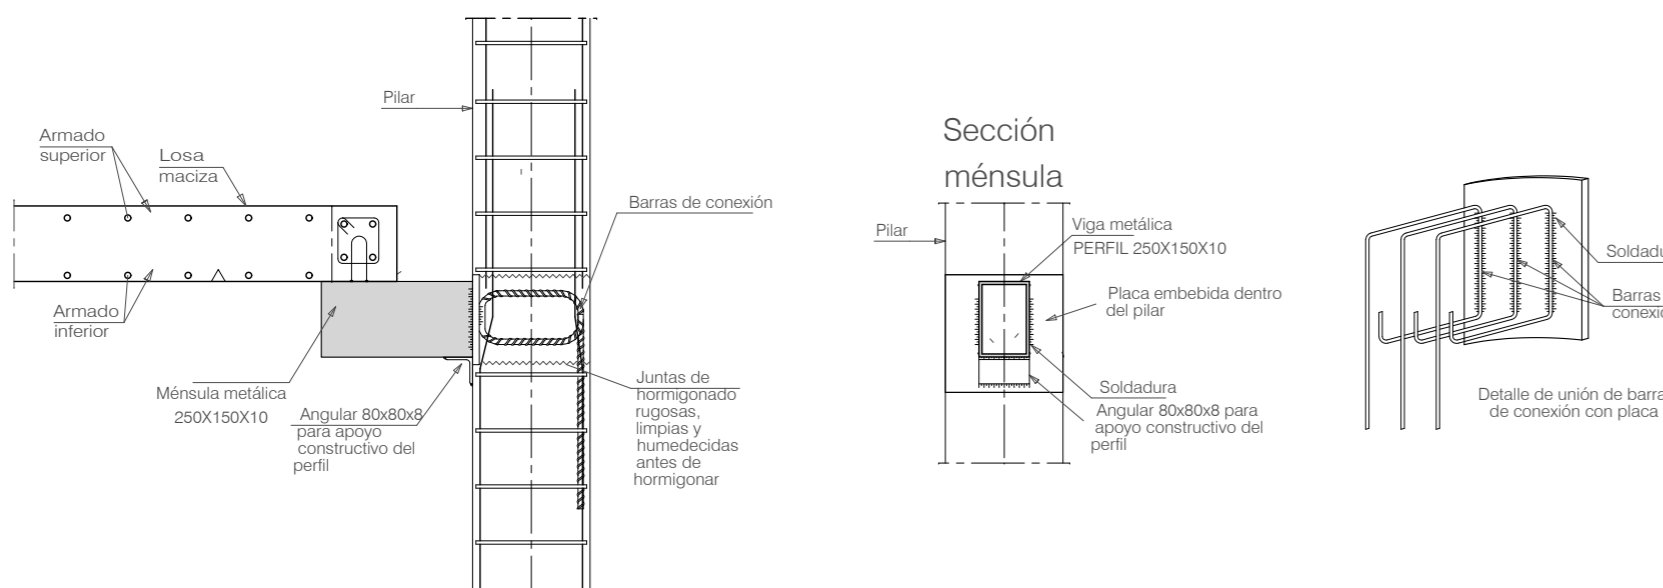 Pilar
Armado
superior
Losa
maciza
Armado
inferior
Ménsula metálica
250X150X10
Angular 80x80x8
para apoyo
constructivo del
perfil
Barras de conexión
Juntas de
hormigonado
rugosas,
limpias y
humedecidas
antes de
hormigonar
Sección
ménsula
Pilar
Viga metálica
PERFIL 250X150X10
Placa embebida dentro
del pilar
Soldadura
Angular 80x80x8 para
apoyo constructivo del
perfil
Soldadu
Barras
conexió
Detalle de unión de barra
de conexión con placa